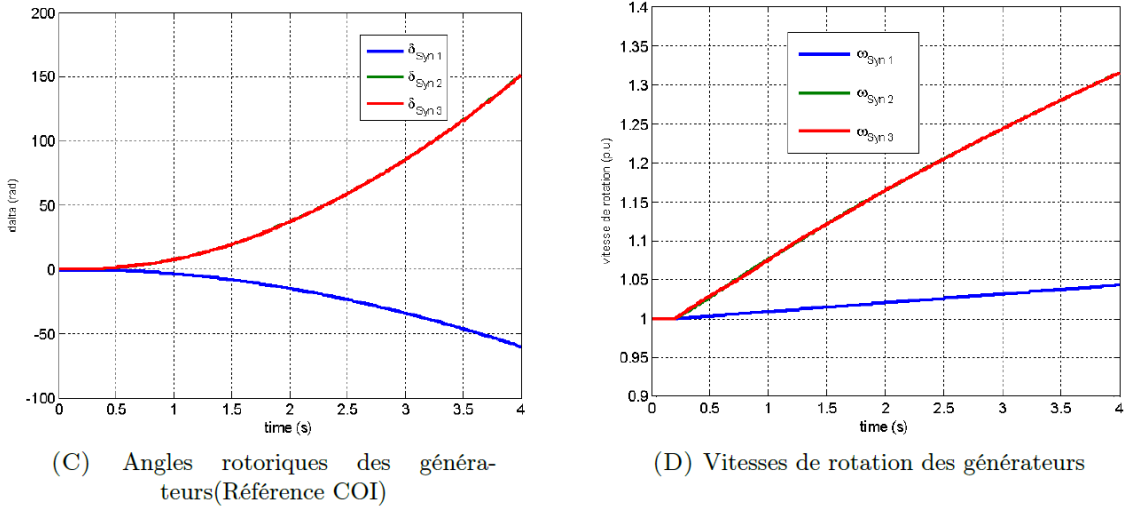 200
150
100
50
0
-50
-100
dalta (rad)
δSyn 1
δSyn 2
δSyn 3
0 0.5 1 1.5 2 2.5 3 3.5 4
time (s)
(C) Angles rotoriques des généra-
teurs(Référence COI)
1.4
1.35
1.3
1.25
1.2
1.15
1.1
1.05
1
0.95
0.9
vitesse de rotation (p.u)
ωSyn 1
ωSyn 2
ωSyn 3
0 0.5 1 1.5 2 2.5 3 3.5 4
time (s)
(D) Vitesses de rotation des générateurs